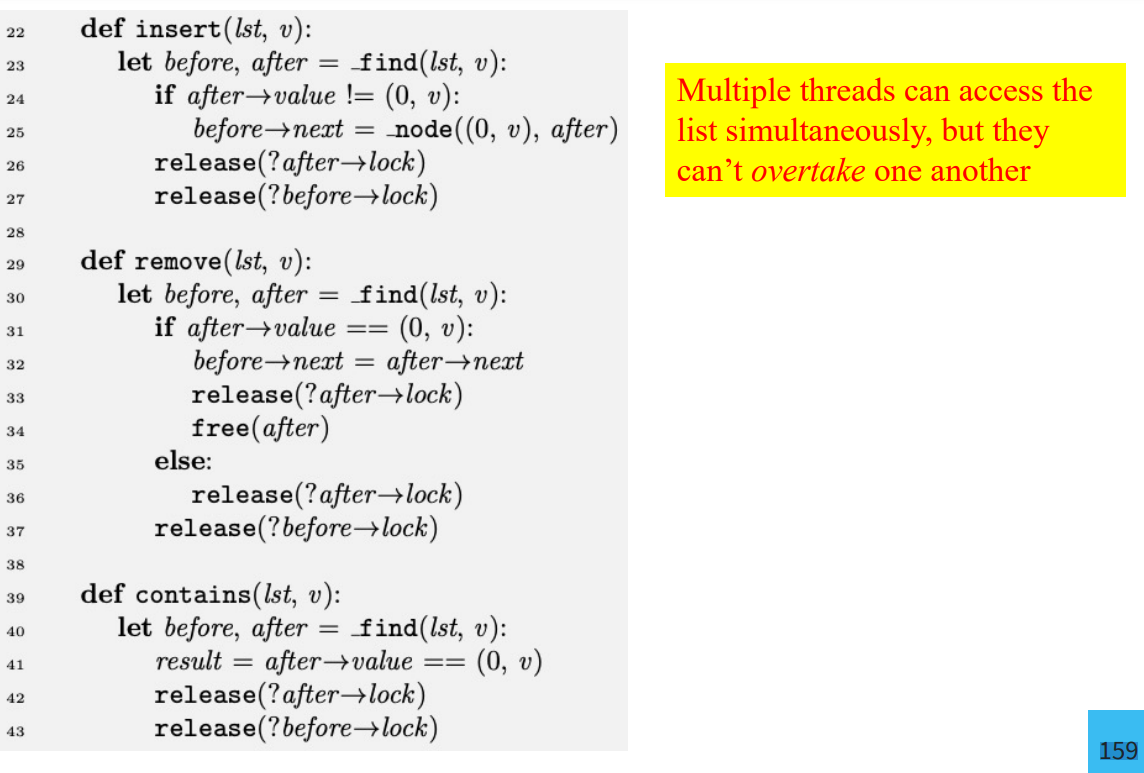 22 def insert(lst, v):
23 let before, after = _find(lst, v):
24 if after→value != (0, v):
25 before→next = _node((0, v), after)
26 release(?after→lock)
27 release(?before→lock)
28
29 def remove(lst, v):
30 let before, after = _find(lst, v):
31 if after→value == (0, v):
32 before→next = after→next
33 release(?after→lock)
34 free(after)
35 else:
36 release(?after→lock)
37 release(?before→lock)
38
39 def contains(lst, v):
40 let before, after = _find(lst, v):
41 result = after→value == (0, v)
42 release(?after→lock)
43 release(?before→lock)
Multiple threads can access the
list simultaneously, but they
can’t overtake one another
159